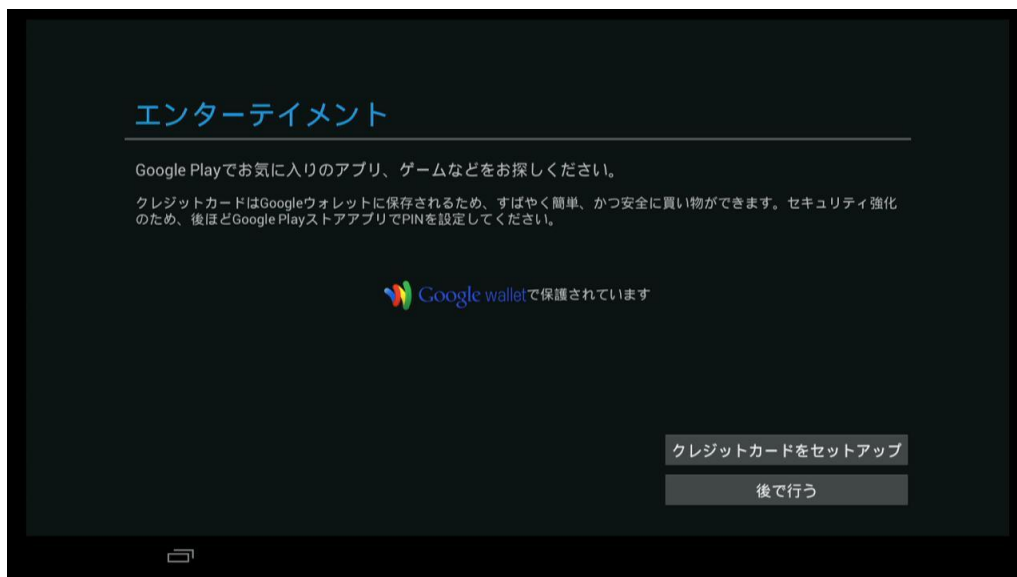 エンターテイメント
Google Playでお気に入りのアプリ、ゲームなどをお探しください。
クレジットカードはGoogleウォレットに保存されるため、すばやく簡単、かつ安全に買い物ができます。セキュリティ強化
のため、後ほどGoogle PlayストアアプリでPINを設定してください。
Google walletで保護されています
クレジットカードをセットアップ
後で行う